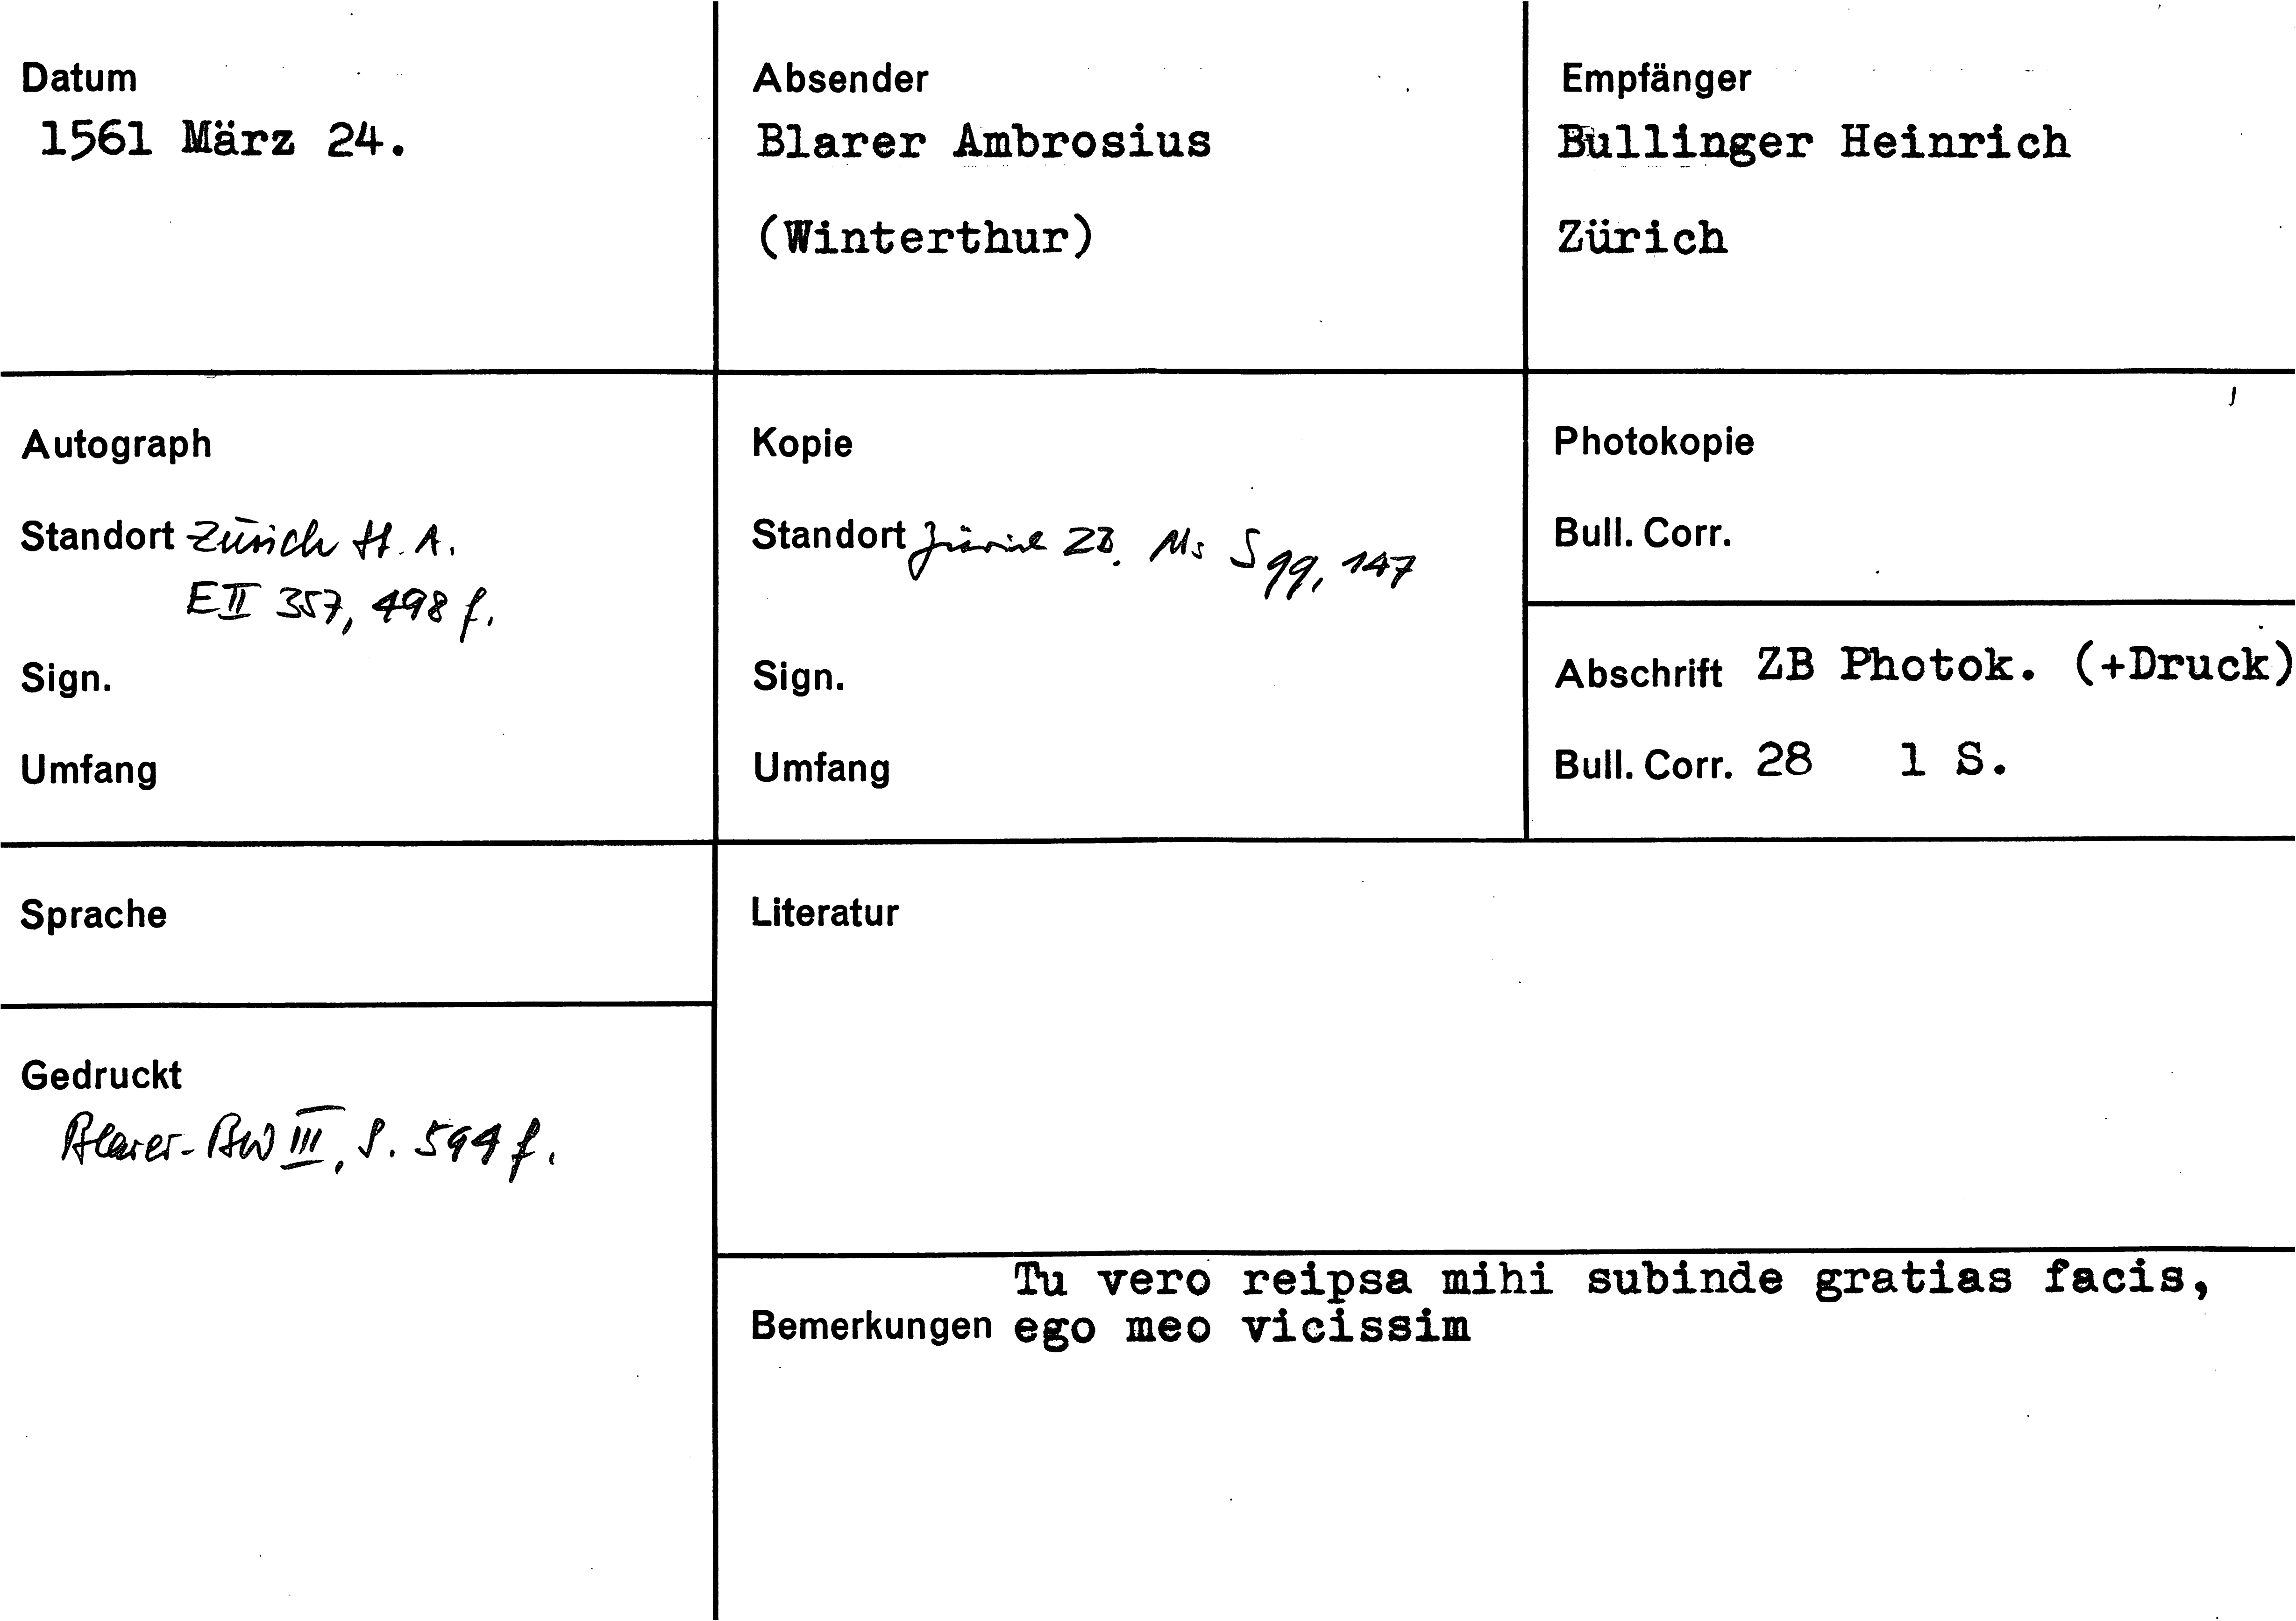 Datum
1561 März 24.
Absender
Blarer Ambrosius
(Winterthur)
Empfänger
Bullinger Heinrich
Zürich
Autograph
Standort Zürich St. A.
E II 357, 498 f.
Sign.
Umfang
Kopie
Standort Zürich ZB. Ms S 99, 147
Sign.
Umfang
Photokopie
Bull. Corr.
Abschrift ZB Photok. (+Druck)
Bull. Corr. 28 1 S.
Sprache
Literatur
Gedruckt
Blarer-BW III, S. 594 f.
Tu vero reipsa mihi subinde gratias facis,
Bemerkungen ego meo vicissim